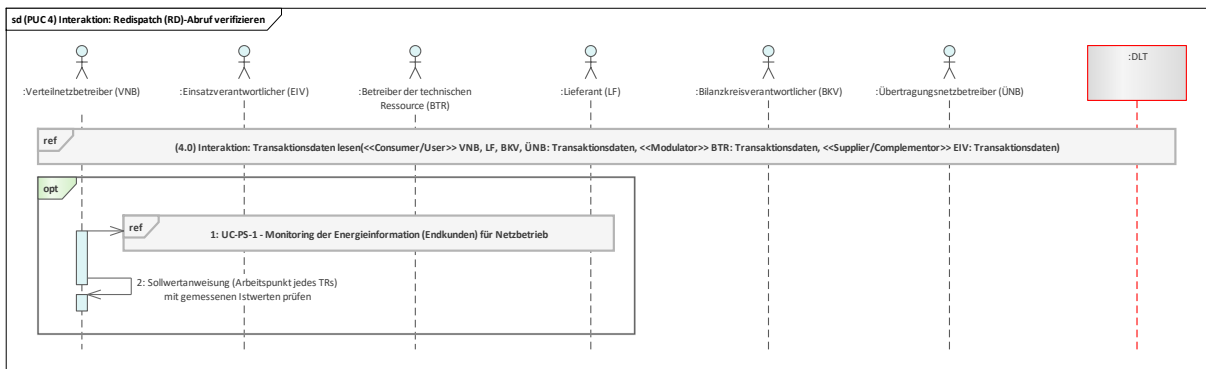 sd (PUC 4) Interaktion: Redispatch (RD)-Abruf verifizieren
:Verteilnetzbetreiber (VNB)
:Einsatzverantwortlicher (EIV)
:Betreiber der technischen
Ressource (BTR)
:Lieferant (LF)
:Bilanzkreisverantwortlicher (BKV)
:Übertragungsnetzbetreiber (ÜNB)
:DLT
ref
(4.0) Interaktion: Transaktionsdaten lesen(<<Consumer/User>> VNB, LF, BKV, ÜNB: Transaktionsdaten, <<Modulator>> BTR: Transaktionsdaten, <<Supplier/Complementor>> EIV: Transaktionsdaten)
opt
ref
1: UC-PS-1 - Monitoring der Energieinformation (Endkunden) für Netzbetrieb
2: Sollwertanweisung (Arbeitspunkt jedes TRs)
mit gemessenen Istwerten prüfen